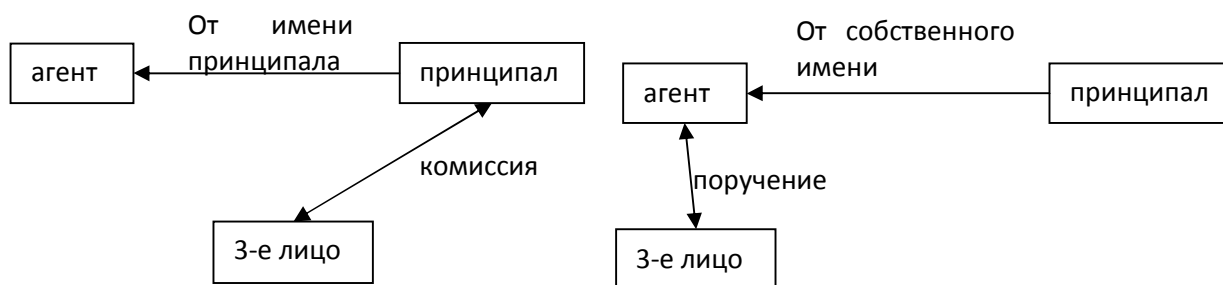 От имени
принципала
агент
принципал
комиссия
3-е лицо
От собственного
имени
агент
принципал
поручение
3-е лицо